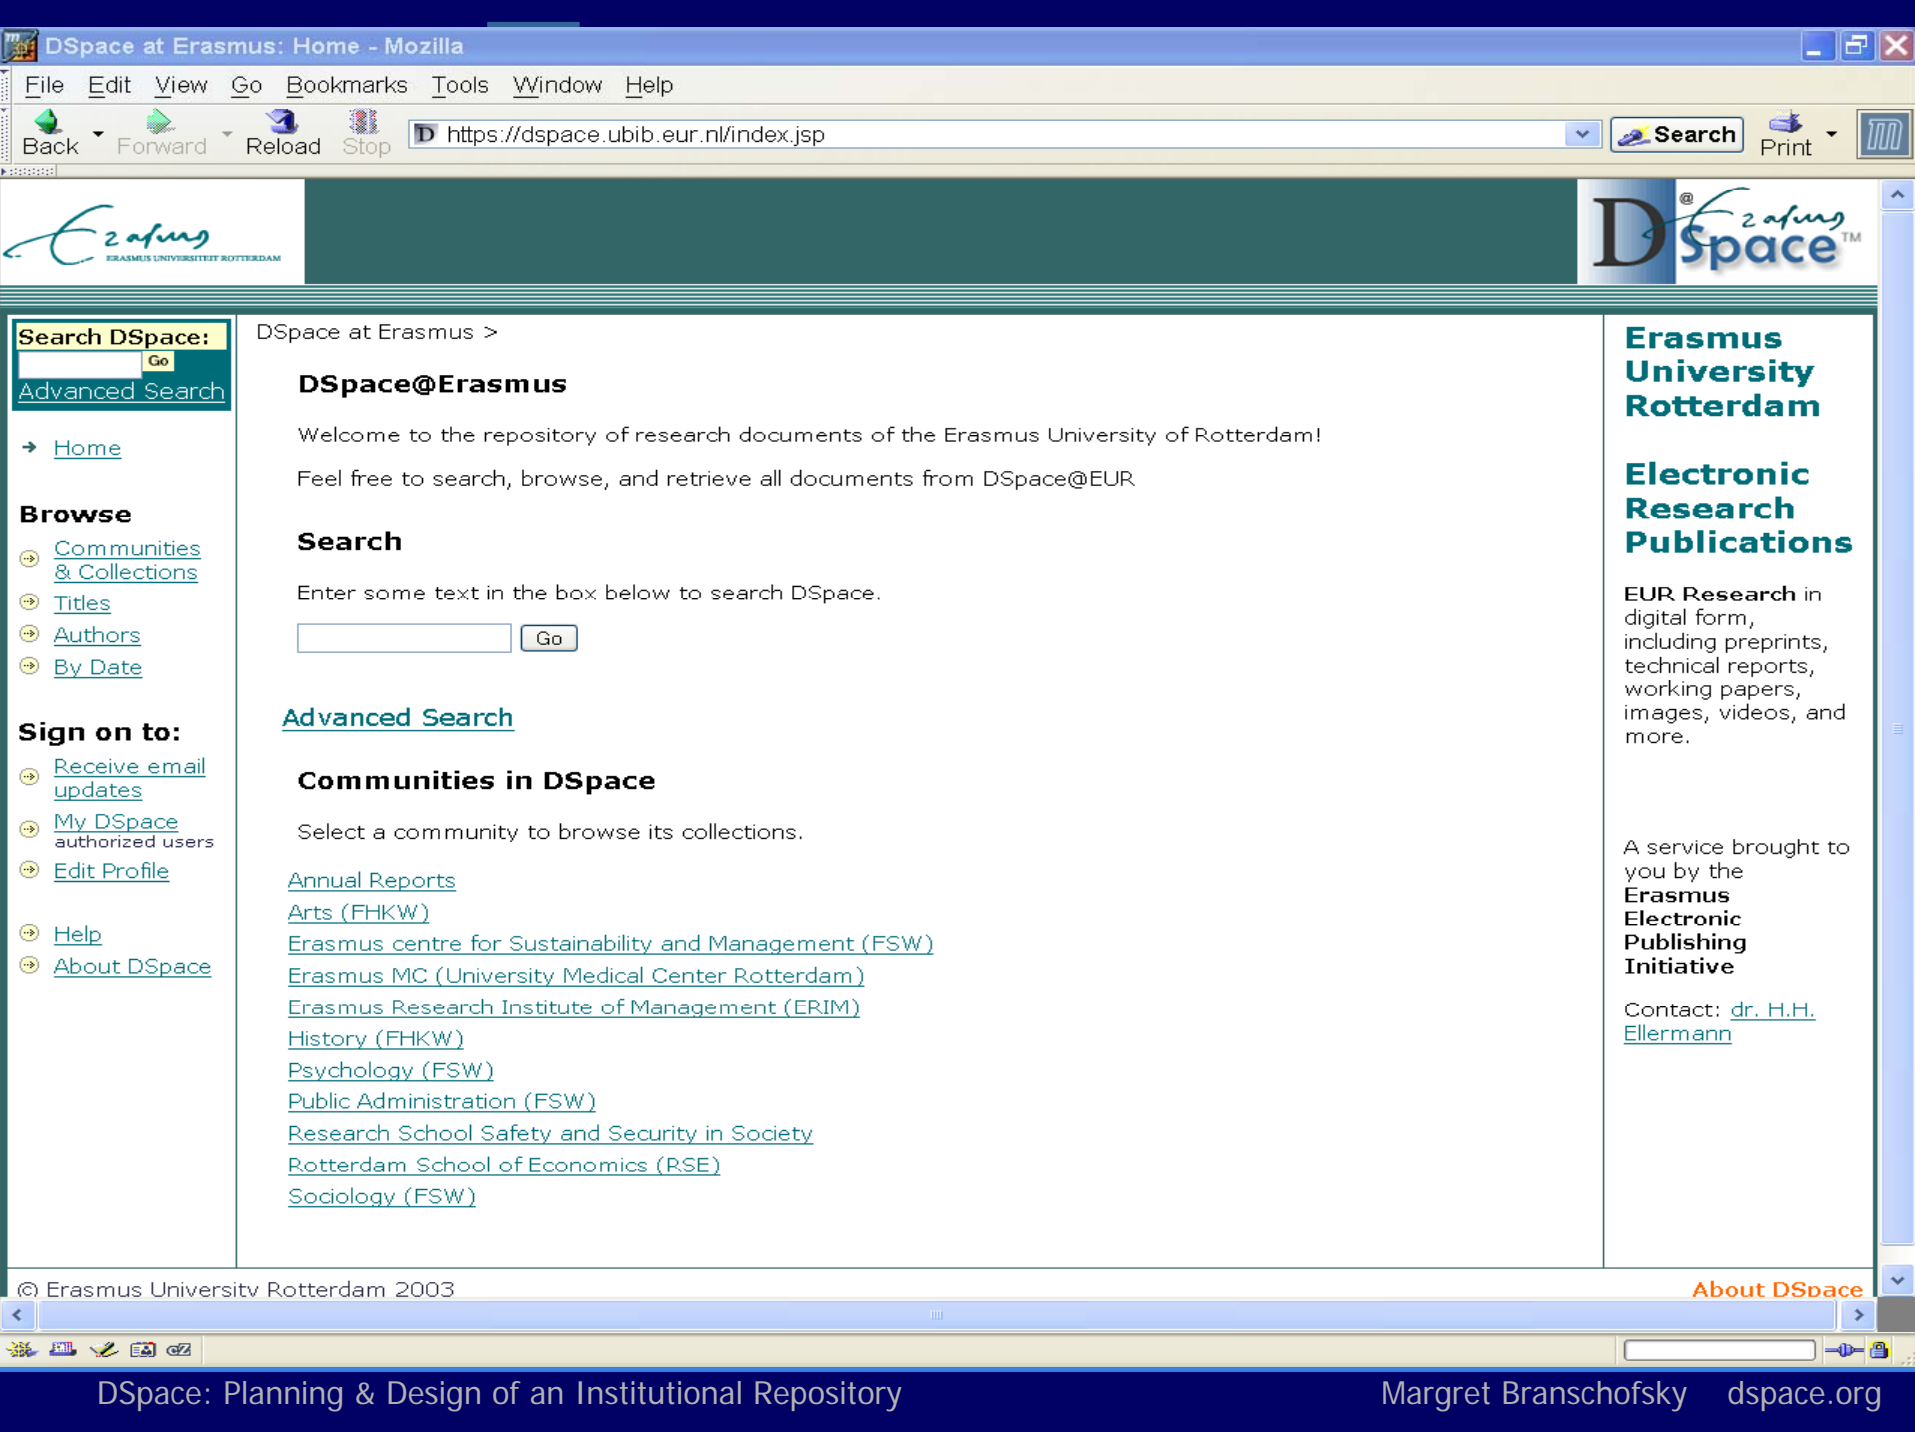 DSpace at Erasmus: Home - Mozilla
File Edit View Go Bookmarks Tools Window Help
Back Forward Reload Stop https://dspace.ubib.eur.nl/index.jsp Search Print
Erasmus
ERASMUS UNIVERSITEIT ROTTERDAM
DSpace @ Erasmus TM
Search DSpace:
Go
Advanced Search
Home
Browse
Communities
& Collections
Titles
Authors
By Date
Sign on to:
Receive email
updates
My DSpace
authorized users
Edit Profile
Help
About DSpace
DSpace at Erasmus >
DSpace@Erasmus
Welcome to the repository of research documents of the Erasmus University of Rotterdam!
Feel free to search, browse, and retrieve all documents from DSpace@EUR
Search
Enter some text in the box below to search DSpace.
Go
Advanced Search
Communities in DSpace
Select a community to browse its collections.
Annual Reports
Arts (FHKW)
Erasmus centre for Sustainability and Management (FSW)
Erasmus MC (University Medical Center Rotterdam)
Erasmus Research Institute of Management (ERIM)
History (FHKW)
Psychology (FSW)
Public Administration (FSW)
Research School Safety and Security in Society
Rotterdam School of Economics (RSE)
Sociology (FSW)
Erasmus
University
Rotterdam
Electronic
Research
Publications
EUR Research in
digital form,
including preprints,
technical reports,
working papers,
images, videos, and
more.
A service brought to
you by the
Erasmus
Electronic
Publishing
Initiative
Contact: dr. H.H.
Ellermann
© Erasmus University Rotterdam 2003
About DSpace
DSpace: Planning & Design of an Institutional Repository
Margret Branschofsky dspace.org